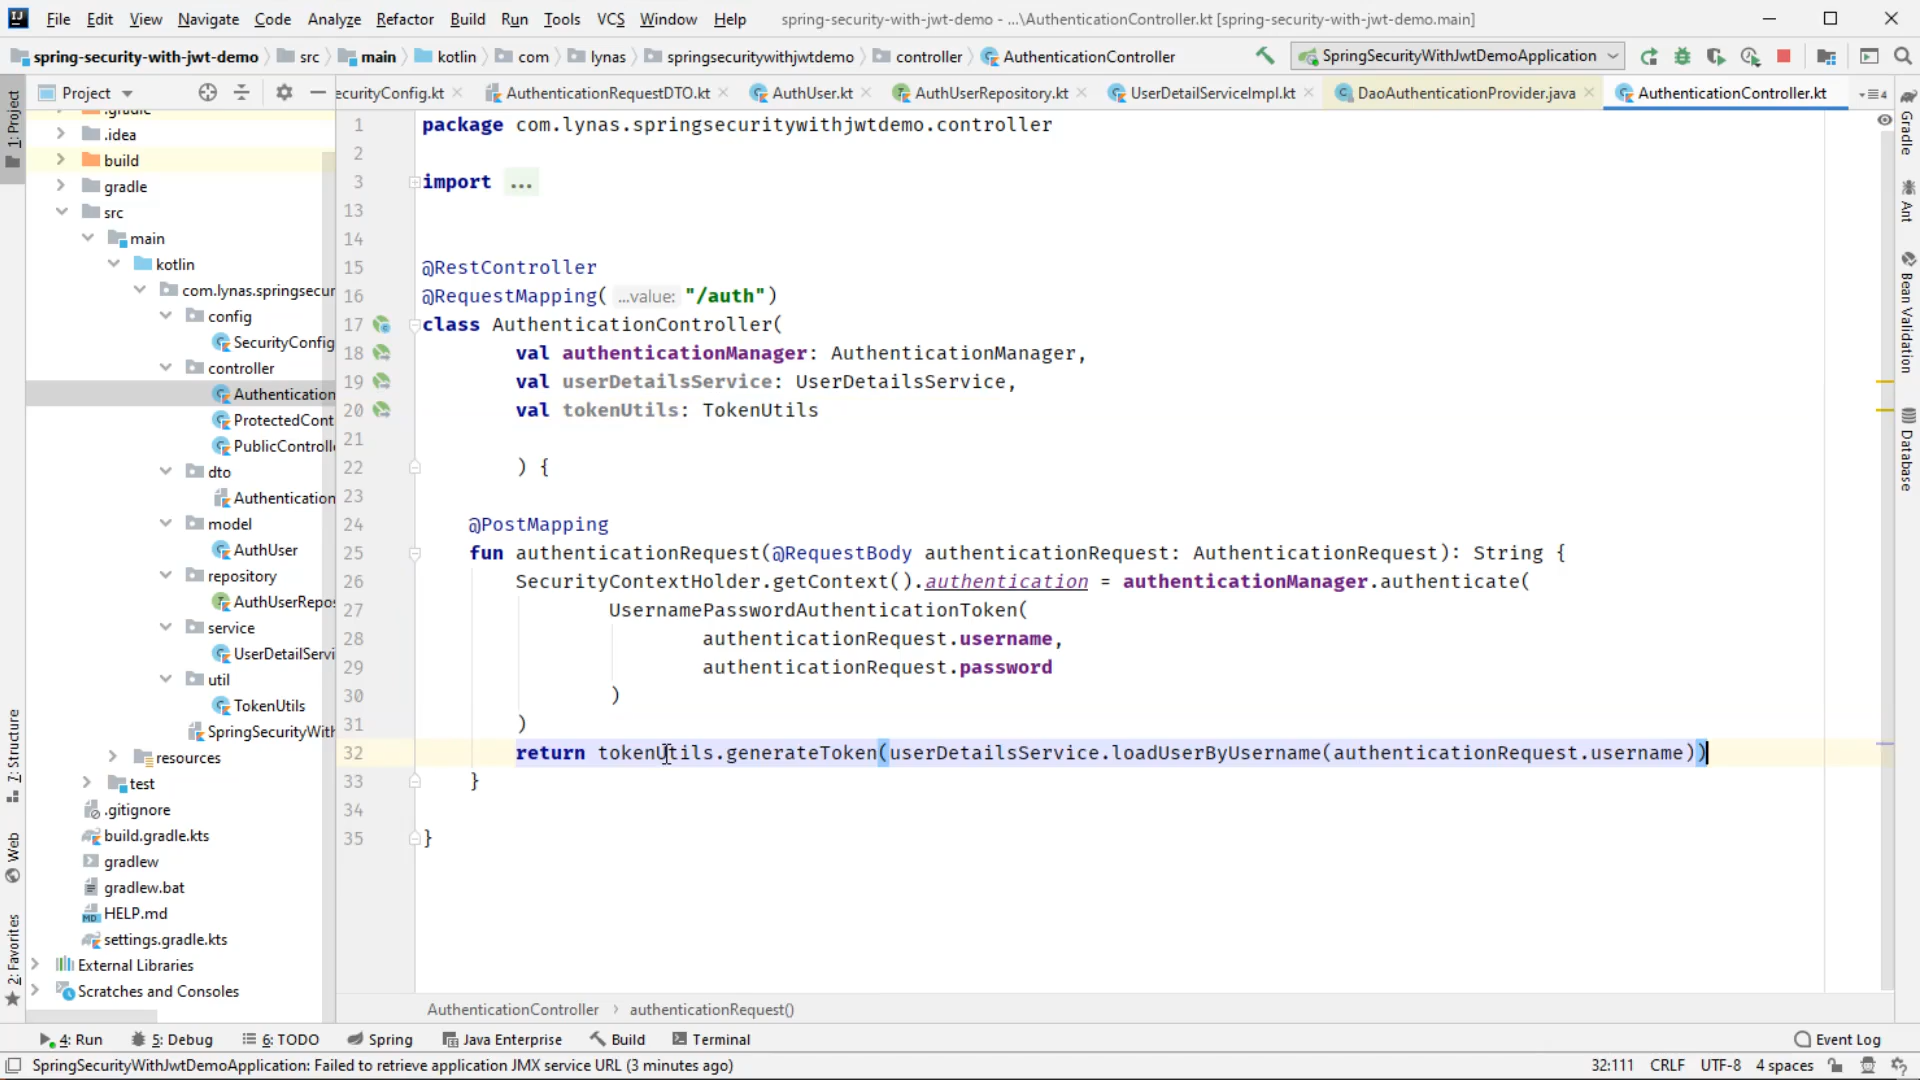 File Edit View Navigate Code Analyze Refactor Build Run Tools VCS Window Help spring-security-with-jwt-demo - ...\AuthenticationController.kt [spring-security-with-jwt-demo.main]
spring-security-with-jwt-demo src main kotlin com lynas springsecuritywithjwtdemo controller AuthenticationController SpringSecurityWithJwtDemoApplication
Project ecurityConfig.kt AuthenticationRequestDTO.kt AuthUser.kt AuthUserRepository.kt UserDetailServiceImpl.kt DaoAuthenticationProvider.java AuthenticationController.kt 4
1: Project
7: Structure
Web
2: Favorites
.gradle
.idea
build
gradle
src
main
kotlin
com.lynas.springsecur
config
SecurityConfig
controller
Authentication
ProtectedCont
PublicControlle
dto
Authentication
model
AuthUser
repository
AuthUserRepos
service
UserDetailServi
util
TokenUtils
SpringSecurityWith
resources
test
.gitignore
build.gradle.kts
gradlew
gradlew.bat
HELP.md
settings.gradle.kts
External Libraries
Scratches and Consoles
1 package com.lynas.springsecuritywithjwtdemo.controller
2
3 import ...
13
14
15 @RestController
16 @RequestMapping( ...value: "/auth")
17 class AuthenticationController(
18 val authenticationManager: AuthenticationManager,
19 val userDetailsService: UserDetailsService,
20 val tokenUtils: TokenUtils
21
22 ) {
23
24 @PostMapping
25 fun authenticationRequest(@RequestBody authenticationRequest: AuthenticationRequest): String {
26 SecurityContextHolder.getContext().authentication = authenticationManager.authenticate(
27 UsernamePasswordAuthenticationToken(
28 authenticationRequest.username,
29 authenticationRequest.password
30 )
31 )
32 return tokenUtils.generateToken(userDetailsService.loadUserByUsername(authenticationRequest.username))
33 }
34
35 }
Gradle
Ant
Bean Validation
Database
AuthenticationController authenticationRequest()
4: Run 5: Debug 6: TODO Spring Java Enterprise Build Terminal Event Log
SpringSecurityWithJwtDemoApplication: Failed to retrieve application JMX service URL (3 minutes ago) 32:111 CRLF UTF-8 4 spaces